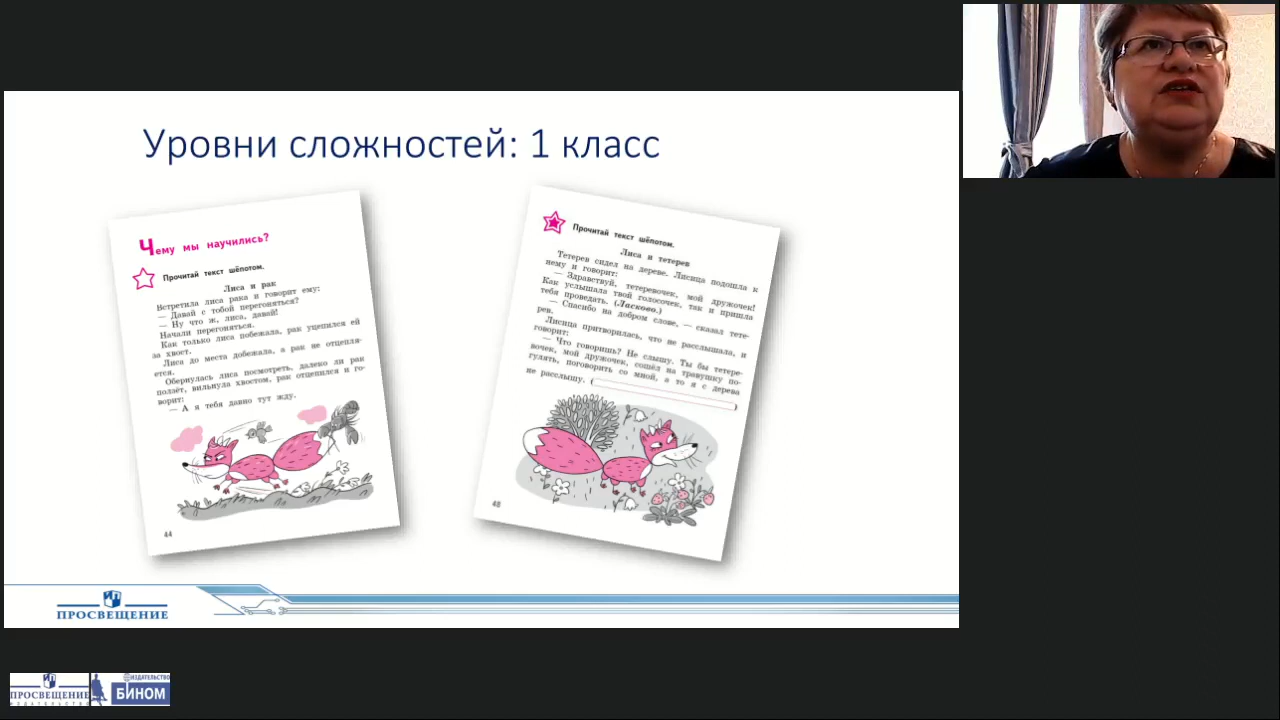 Уровни сложностей: 1 класс
Чему мы научились?
Прочитай текст шёпотом.
Лиса и рак
Встретила лиса рака и говорит ему:
— Давай с тобой перегоняться?
— Ну что ж, лиса, давай!
Начали перегоняться.
Как только лиса побежала, рак уцепился ей
за хвост.
Лиса до места добежала, а рак не отцепля-
ется.
Обернулась лиса посмотреть, далеко ли рак
ползёт, вильнула хвостом, рак отцепился и го-
ворит:
— А я тебя давно тут жду.
44
Прочитай текст шёпотом.
Лиса и тетерев
Тетерев сидел на дереве. Лисица подошла к
нему и говорит:
— Здравствуй, тетеревочек, мой дружочек!
Как услышала твой голосочек, так и пришла
тебя проведать. (Ласково.)
— Спасибо на добром слове, — сказал тете-
рев.
Лисица притворилась, что не расслышала, и
говорит:
— Что говоришь? Не слышу. Ты бы тетере-
вочек, мой дружочек, сошёл на травушку по-
гулять, поговорить со мной, а то я с дерева
не расслышу. ( )
48
ПРОСВЕЩЕНИЕ
ПРОСВЕЩЕНИЕ
ИЗДАТЕЛЬСТВО
ИЗДАТЕЛЬСТВО
БИНОМ